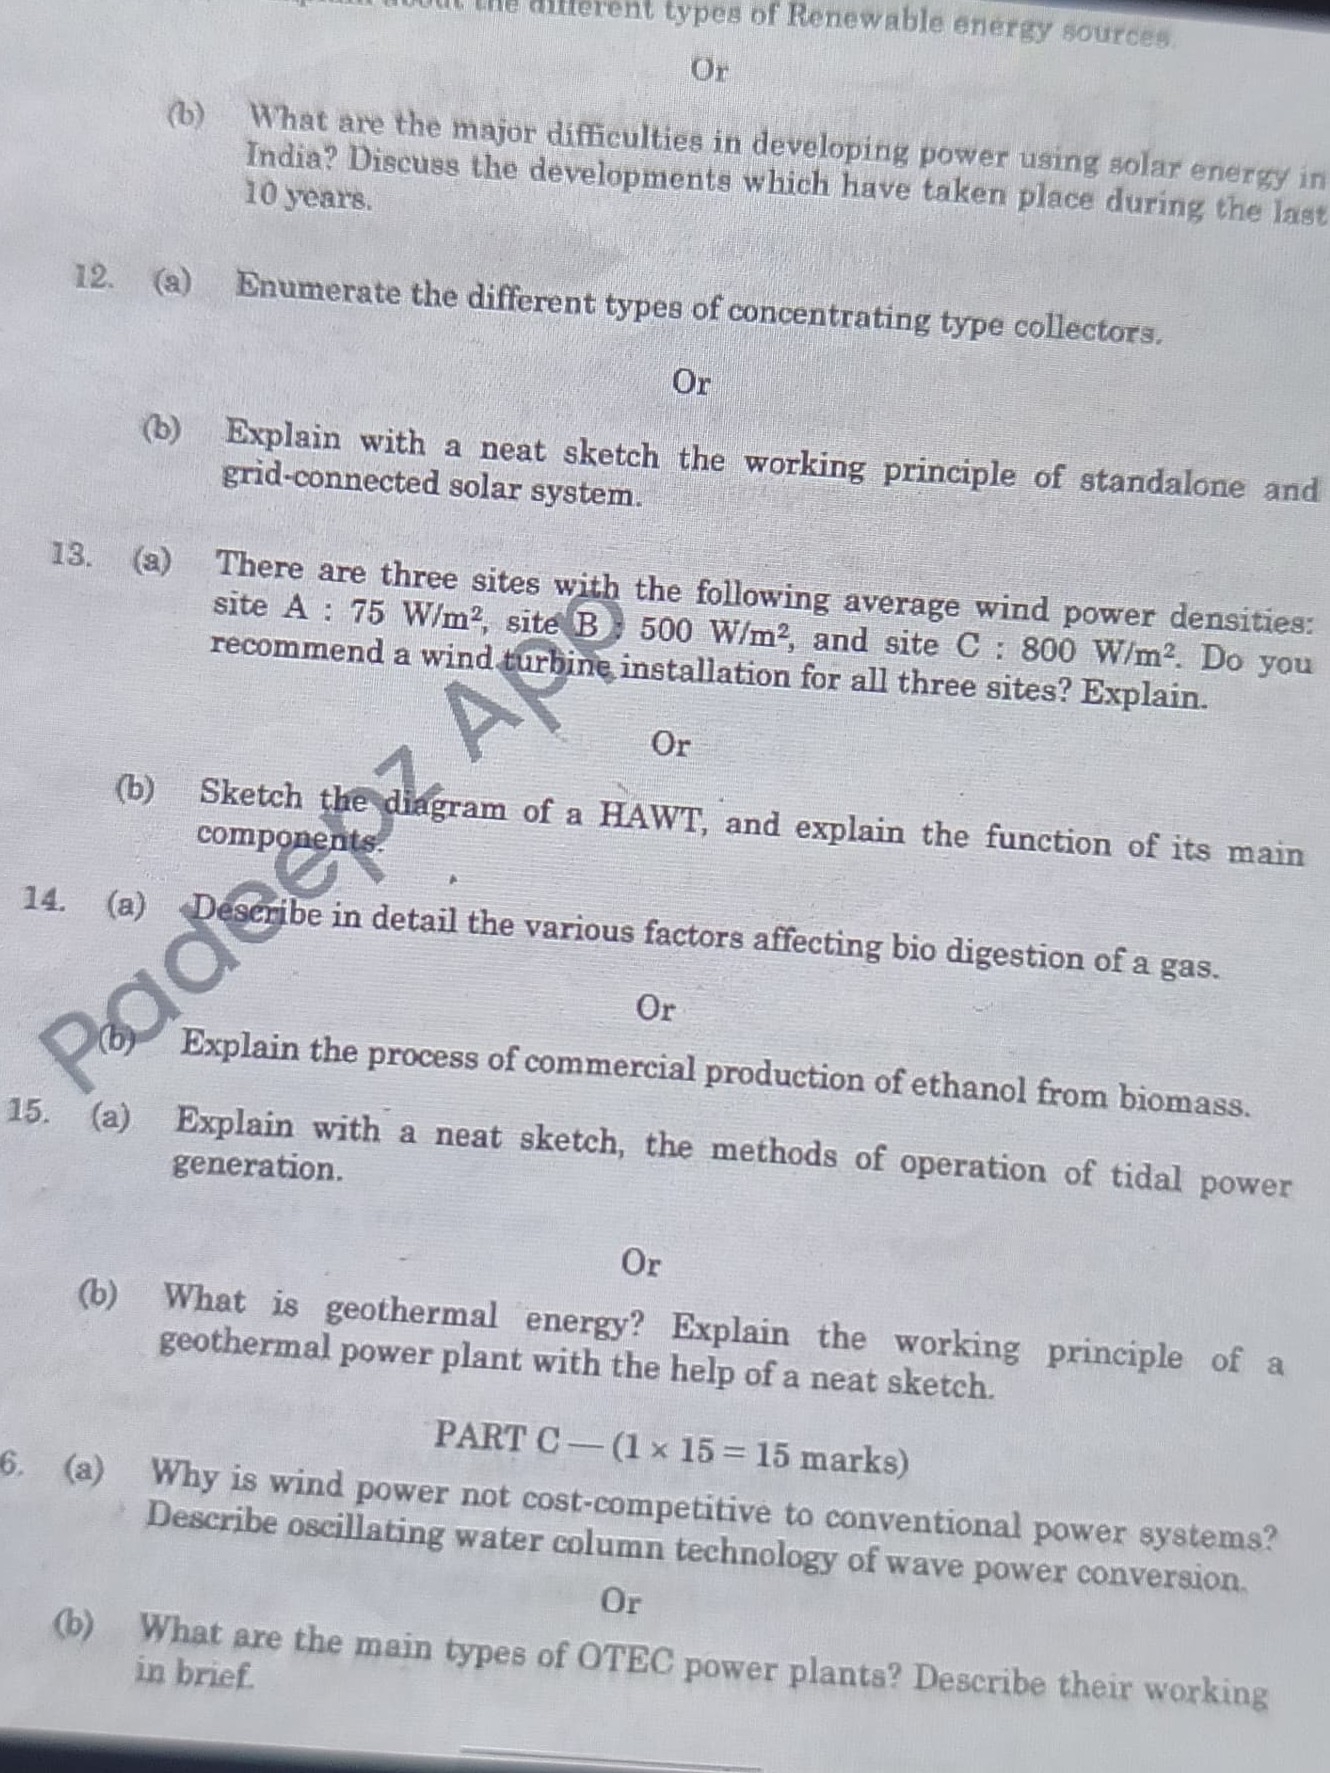 about the different types of Renewable energy sources
Or
(b) What are the major difficulties in developing power using solar energy in
India? Discuss the developments which have taken place during the last
10 years.
12. (a) Enumerate the different types of concentrating type collectors.
Or
(b) Explain with a neat sketch the working principle of standalone and
grid-connected solar system.
13. (a) There are three sites with the following average wind power densities:
site A : 75 W/m², site B : 500 W/m², and site C : 800 W/m². Do you
recommend a wind turbine installation for all three sites? Explain.
Or
(b) Sketch the diagram of a HAWT, and explain the function of its main
components.
14. (a) Describe in detail the various factors affecting bio digestion of a gas.
Or
(b) Explain the process of commercial production of ethanol from biomass.
15. (a) Explain with a neat sketch, the methods of operation of tidal power
generation.
Or
(b) What is geothermal energy? Explain the working principle of a
geothermal power plant with the help of a neat sketch.
PART C — (1 × 15 = 15 marks)
6. (a) Why is wind power not cost-competitive to conventional power systems?
Describe oscillating water column technology of wave power conversion.
Or
(b) What are the main types of OTEC power plants? Describe their working
in brief.
Padeepz App